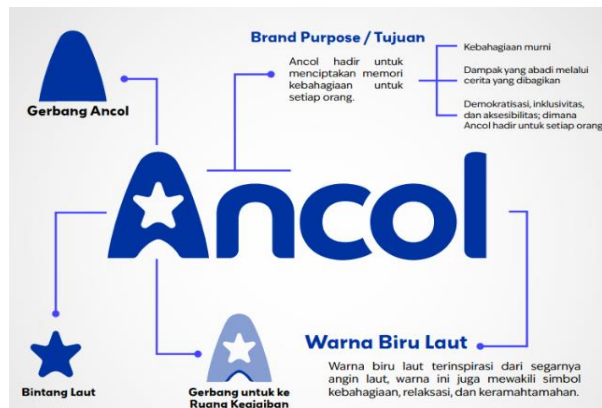 Brand Purpose / Tujuan
Ancol hadir untuk
menciptakan memori
kebahagiaan untuk
setiap orang.
Kebahagiaan murni
Dampak yang abadi melalui
cerita yang dibagikan
Demokratisasi, inklusivitas,
dan aksesibilitas; dimana
Ancol hadir untuk setiap orang
Gerbang Ancol
Ancol
Bintang Laut
Gerbang untuk ke
Ruang Keajaiban
Warna Biru Laut
Warna biru laut terinspirasi dari segarnya
angin laut, warna ini juga mewakili simbol
kebahagiaan, relaksasi, dan keramahtamahan.